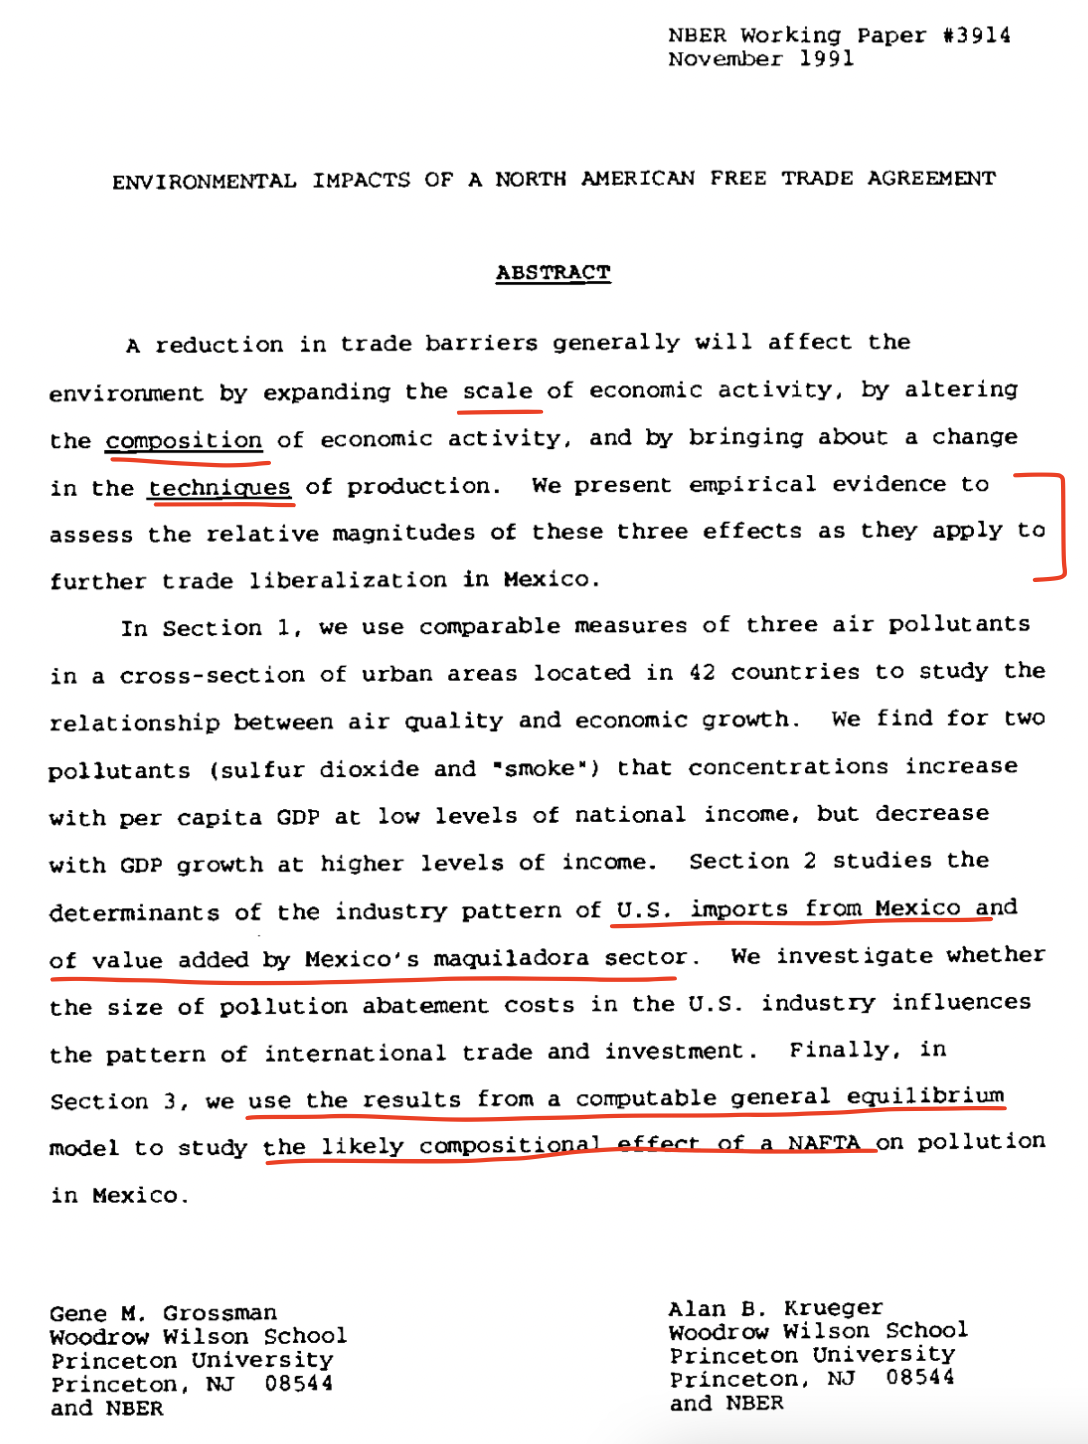 NBER Working Paper #3914
November 1991
ENVIRONMENTAL IMPACTS OF A NORTH AMERICAN FREE TRADE AGREEMENT
ABSTRACT
A reduction in trade barriers generally will affect the
environment by expanding the scale of economic activity, by altering
the composition of economic activity, and by bringing about a change
in the techniques of production. We present empirical evidence to
assess the relative magnitudes of these three effects as they apply to
further trade liberalization in Mexico.
In Section 1, we use comparable measures of three air pollutants
in a cross-section of urban areas located in 42 countries to study the
relationship between air quality and economic growth. We find for two
pollutants (sulfur dioxide and "smoke") that concentrations increase
with per capita GDP at low levels of national income, but decrease
with GDP growth at higher levels of income. Section 2 studies the
determinants of the industry pattern of U.S. imports from Mexico and
of value added by Mexico's maquiladora sector. We investigate whether
the size of pollution abatement costs in the U.S. industry influences
the pattern of international trade and investment. Finally, in
Section 3, we use the results from a computable general equilibrium
model to study the likely compositional effect of a NAFTA on pollution
in Mexico.
Gene M. Grossman
Woodrow Wilson School
Princeton University
Princeton, NJ 08544
and NBER
Alan B. Krueger
Woodrow Wilson School
Princeton University
Princeton, NJ 08544
and NBER